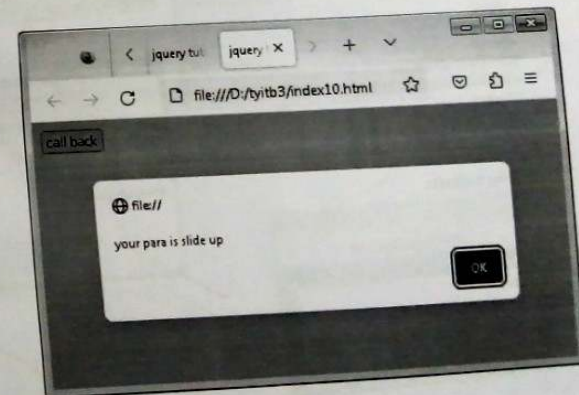 jquery tut
jquery
file:///D:/tyitb3/index10.html
call back
file://
your para is slide up
OK